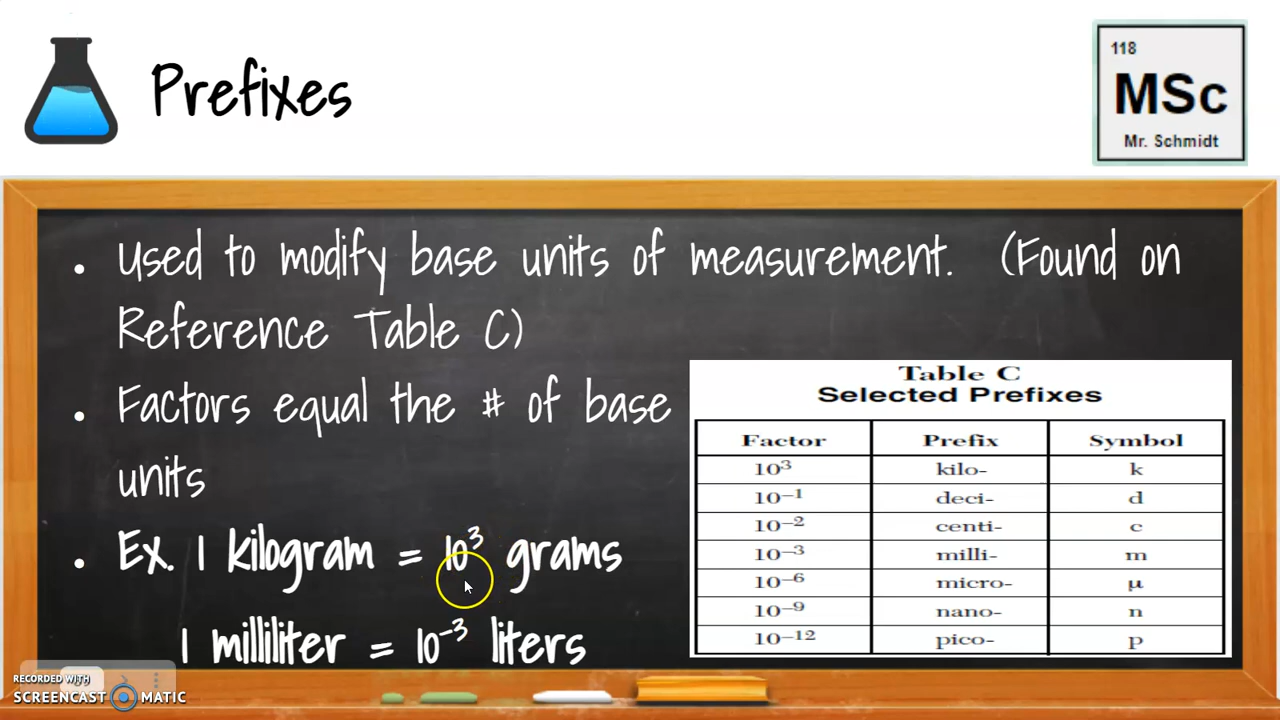 Prefixes
118
MSc
Mr. Schmidt
• Used to modify base units of measurement. (Found on
Reference Table C)
• Factors equal the # of base
units
• Ex. 1 kilogram = 10³ grams
1 milliliter = 10⁻³ liters
Table C
Selected Prefixes
Factor Prefix Symbol
10³ kilo- k
10⁻¹ deci- d
10⁻² centi- c
10⁻³ milli- m
10⁻⁶ micro- μ
10⁻⁹ nano- n
10⁻¹² pico- p
RECORDED WITH
SCREENCAST MATIC